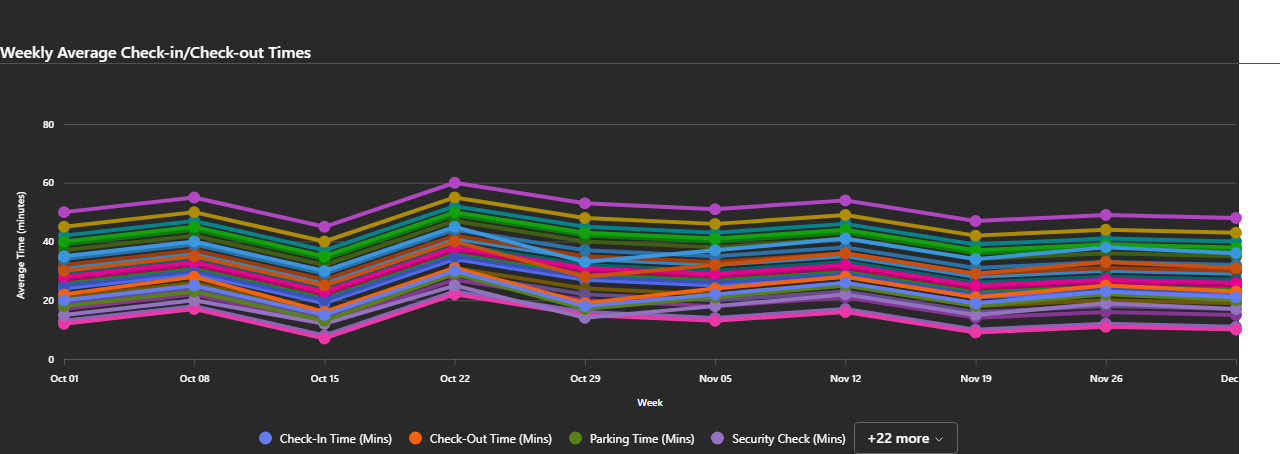 Weekly Average Check-in/Check-out Times
80
60
40
20
0
Average Time (minutes)
Oct 01 Oct 08 Oct 15 Oct 22 Oct 29 Nov 05 Nov 12 Nov 19 Nov 26 Dec
Week
Check-In Time (Mins) Check-Out Time (Mins) Parking Time (Mins) Security Check (Mins) +22 more